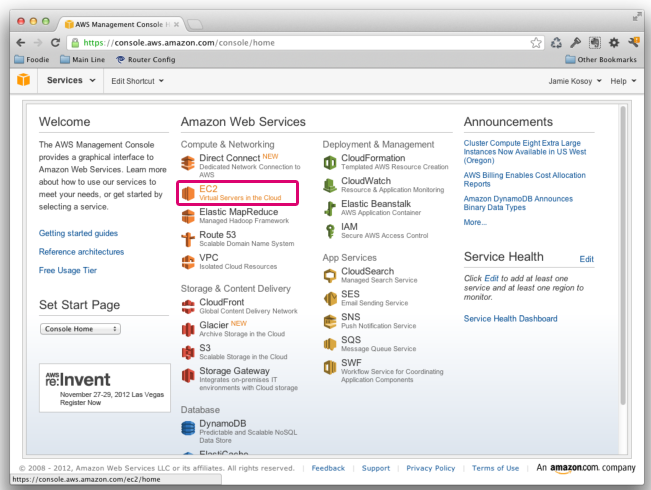 AWS Management Console H
https://console.aws.amazon.com/console/home
Foodie
Main Line
Router Config
Other Bookmarks
Services
Edit Shortcut
Jamie Kosoy
Help
Welcome
The AWS Management Console
provides a graphical interface to
Amazon Web Services. Learn more
about how to use our services to
meet your needs, or get started by
selecting a service.
Getting started guides
Reference architectures
Free Usage Tier
Set Start Page
Console Home
AWS
re:Invent
November 27-29, 2012 Las Vegas
Register Now
Amazon Web Services
Compute & Networking
Direct Connect NEW
Dedicated Network Connection to
AWS
EC2
Virtual Servers in the Cloud
Elastic MapReduce
Managed Hadoop Framework
Route 53
Scalable Domain Name System
VPC
Isolated Cloud Resources
Storage & Content Delivery
CloudFront
Global Content Delivery Network
Glacier NEW
Archive Storage in the Cloud
S3
Scalable Storage in the Cloud
Storage Gateway
Integrates on-premises IT
environments with Cloud storage
Database
DynamoDB
Predictable and Scalable NoSQL
Data Store
ElastiCache
Deployment & Management
CloudFormation
Templated AWS Resource Creation
CloudWatch
Resource & Application Monitoring
Elastic Beanstalk
AWS Application Container
IAM
Secure AWS Access Control
App Services
CloudSearch
Managed Search Service
SES
Email Sending Service
SNS
Push Notification Service
SQS
Message Queue Service
SWF
Workflow Service for Coordinating
Application Components
Announcements
Cluster Compute Eight Extra Large
Instances Now Available in US West
(Oregon)
AWS Billing Enables Cost Allocation
Reports
Amazon DynamoDB Announces
Binary Data Types
More...
Service Health
Edit
Click Edit to add at least one
service and at least one region to
monitor.
Service Health Dashboard
© 2008 - 2012, Amazon Web Services LLC or its affiliates. All rights reserved.
Feedback
Support
Privacy Policy
Terms of Use
An amazon.com company
https://console.aws.amazon.com/ec2/home